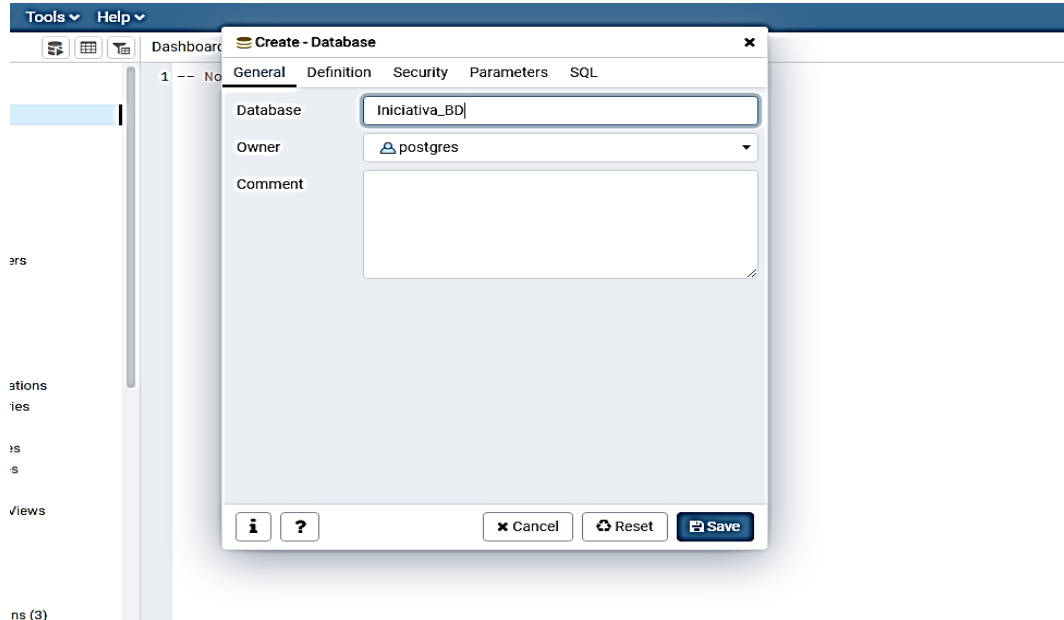 Tools Help
Dashboard
1 -- No
Create - Database
General Definition Security Parameters SQL
Database Iniciativa_BD
Owner postgres
Comment
ers
ations
ries
es
s
Views
ns (3)
i ? Cancel Reset Save